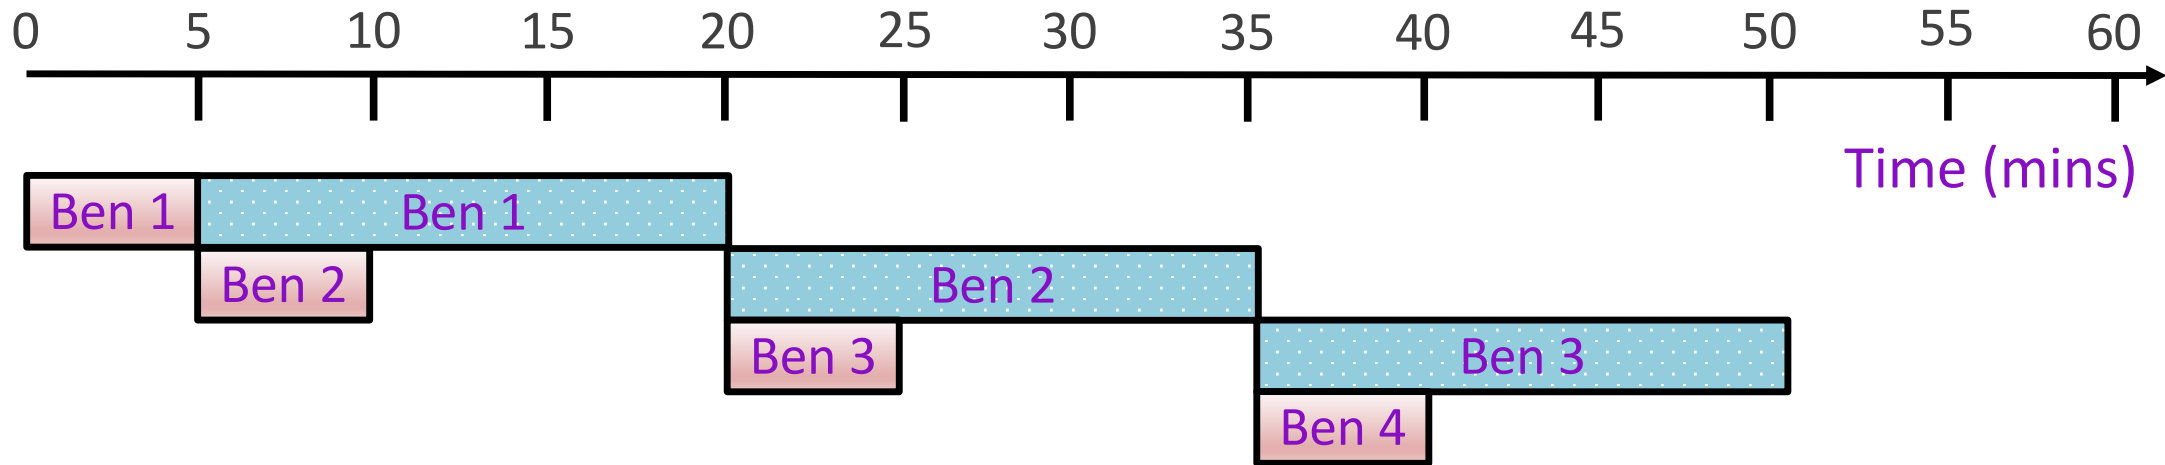 0 5 10 15 20 25 30 35 40 45 50 55 60
Time (mins)
Ben 1 Ben 1
Ben 2 Ben 2
Ben 3 Ben 3
Ben 4